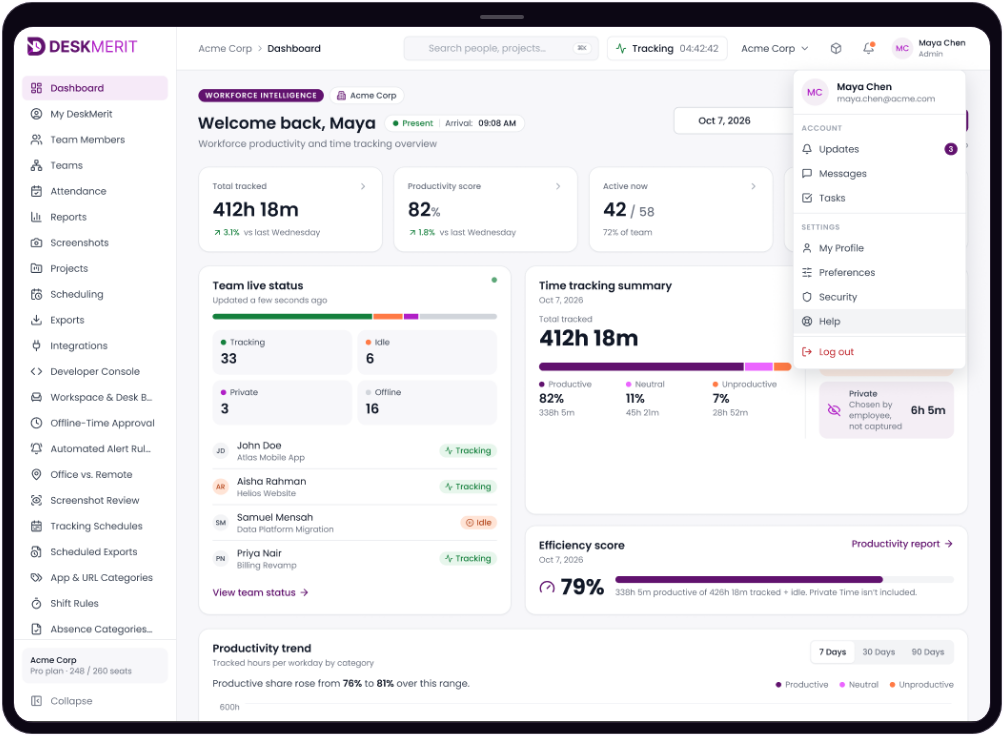 DESKMERIT
Acme Corp > Dashboard
Search people, projects... ⌘K
Tracking 04:42:42
Acme Corp
MC
Maya Chen
Admin
Dashboard
My DeskMerit
Team Members
Teams
Attendance
Reports
Screenshots
Projects
Scheduling
Exports
Integrations
Developer Console
Workspace & Desk B...
Offline-Time Approval
Automated Alert Rul...
Office vs. Remote
Screenshot Review
Tracking Schedules
Scheduled Exports
App & URL Categories
Shift Rules
Absence Categories...
Acme Corp
Pro plan · 248 / 260 seats
Collapse
WORKFORCE INTELLIGENCE
Acme Corp
Welcome back, Maya
Present
Arrival: 09:08 AM
Workforce productivity and time tracking overview
Oct 7, 2026
Total tracked
412h 18m
3.1% vs last Wednesday
Productivity score
82%
1.8% vs last Wednesday
Active now
42 / 58
72% of team
MC
Maya Chen
maya.chen@acme.com
ACCOUNT
Updates 3
Messages
Tasks
SETTINGS
My Profile
Preferences
Security
Help
Log out
Team live status
Updated a few seconds ago
Tracking
33
Idle
6
Private
3
Offline
16
JD
John Doe
Atlas Mobile App
Tracking
AR
Aisha Rahman
Helios Website
Tracking
SM
Samuel Mensah
Data Platform Migration
Idle
PN
Priya Nair
Billing Revamp
Tracking
View team status →
Time tracking summary
Oct 7, 2026
Total tracked
412h 18m
Productive
82%
338h 5m
Neutral
11%
45h 21m
Unproductive
7%
28h 52m
Private
Chosen by
employee,
not captured
6h 5m
Efficiency score
Oct 7, 2026
Productivity report →
79%
338h 5m productive of 426h 18m tracked + idle. Private Time isn't included.
Productivity trend
Tracked hours per workday by category
7 Days
30 Days
90 Days
Productive share rose from 76% to 81% over this range.
Productive
Neutral
Unproductive
600h